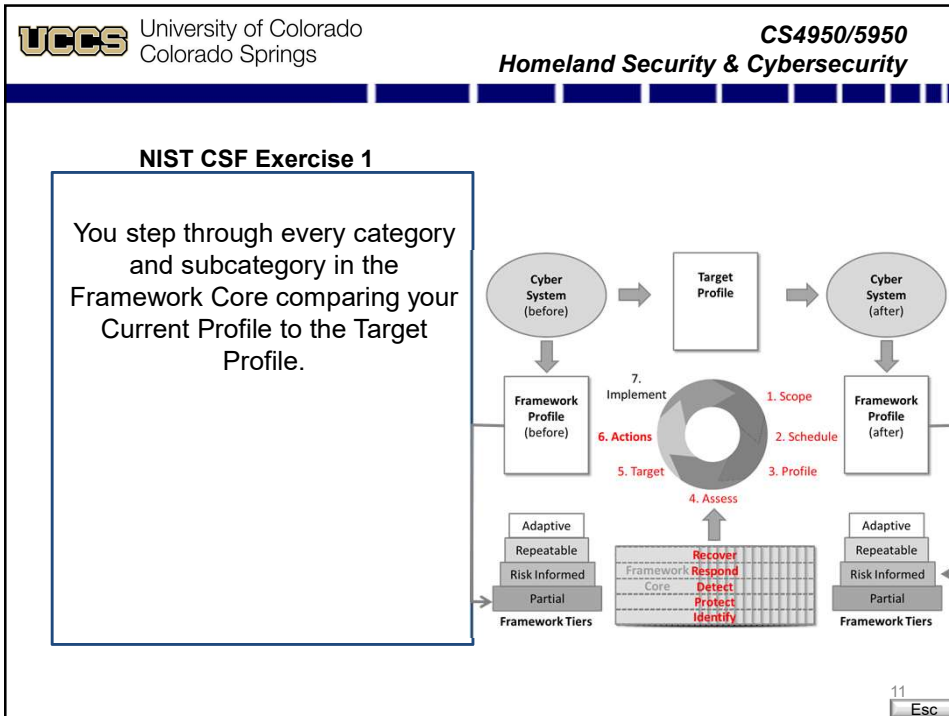 UCCS
University of Colorado
Colorado Springs
CS4950/5950
Homeland Security & Cybersecurity
NIST CSF Exercise 1
You step through every category
and subcategory in the
Framework Core comparing your
Current Profile to the Target
Profile.
Cyber
System
(before)
Target
Profile
Cyber
System
(after)
Framework
Profile
(before)
7.
Implement
1. Scope
2. Schedule
3. Profile
4. Assess
5. Target
6. Actions
Framework
Profile
(after)
Adaptive
Repeatable
Risk Informed
Partial
Framework Tiers
Framework
Core
Recover
Respond
Detect
Protect
Identify
Adaptive
Repeatable
Risk Informed
Partial
Framework Tiers
11
Esc